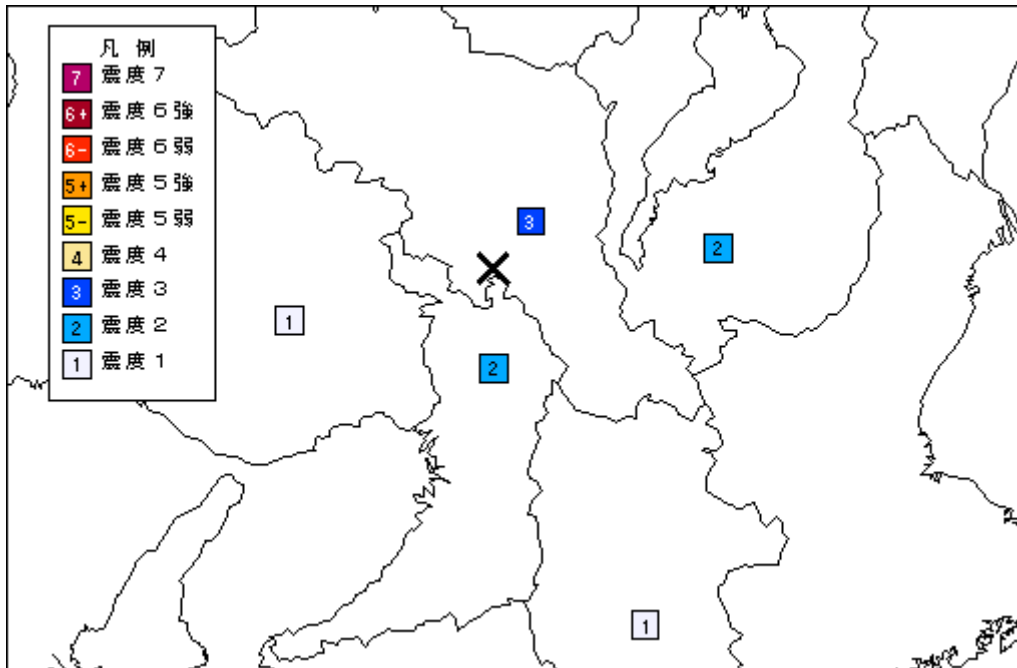 凡 例
7 震度７
6+ 震度６強
6- 震度６弱
5+ 震度５強
5- 震度５弱
4 震度４
3 震度３
2 震度２
1 震度１
3
2
1
2
1